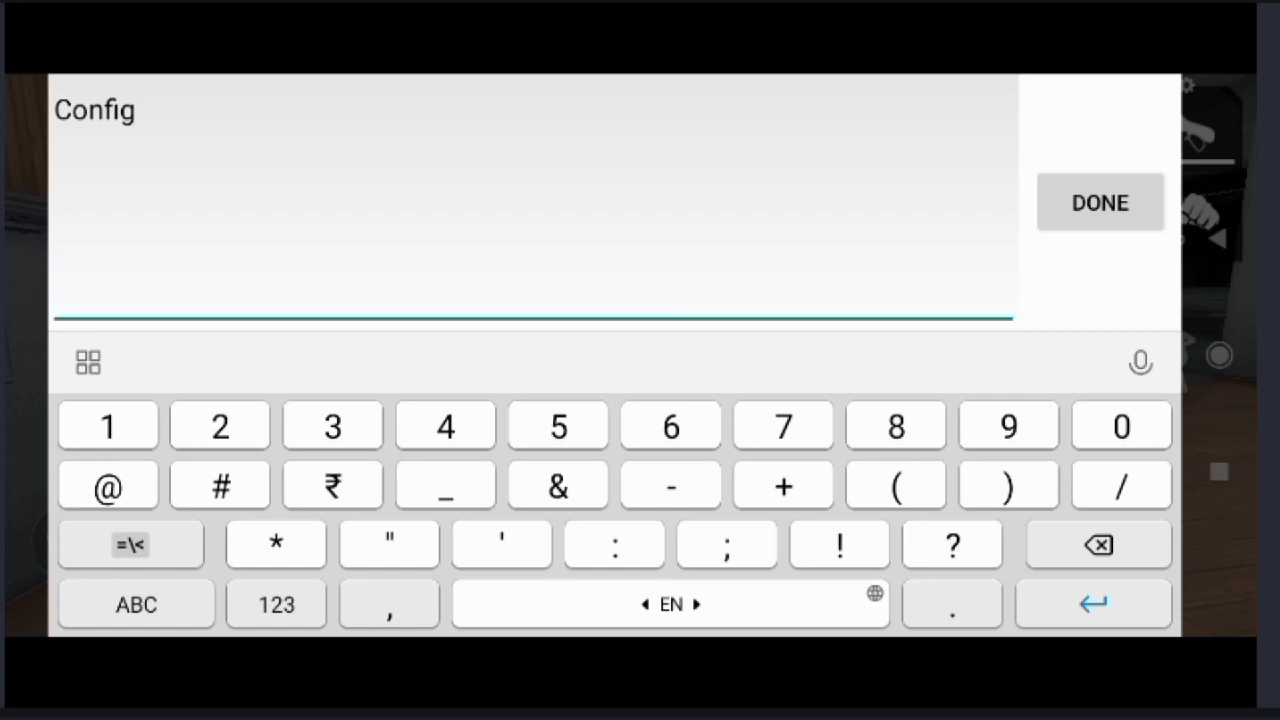 Config
DONE
1 2 3 4 5 6 7 8 9 0
@ # ₹ _ & - + ( ) /
=\< * " ' : ; ! ?
ABC 123 , EN .